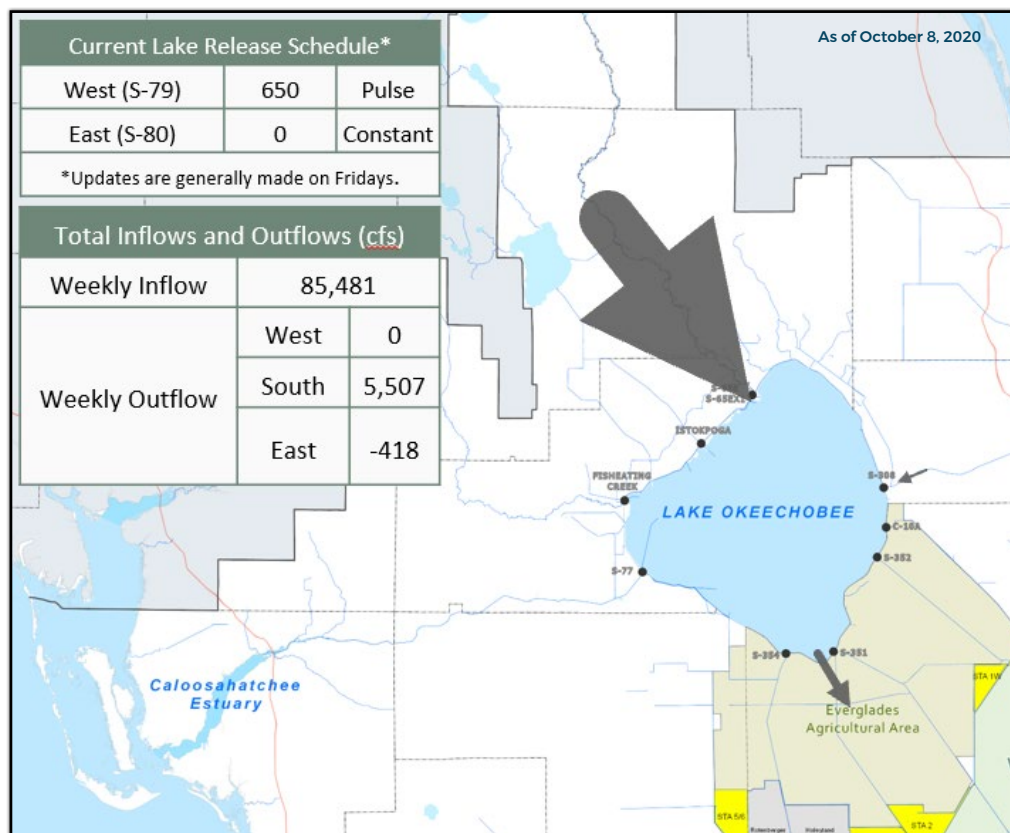 Current Lake Release Schedule*
West (S-79) 650 Pulse
East (S-80) 0 Constant
*Updates are generally made on Fridays.
Total Inflows and Outflows (cfs)
Weekly Inflow 85,481
Weekly Outflow
West 0
South 5,507
East -418
As of October 8, 2020
S-65EX1
ISTOKPOGA
FISHEATING
CREEK
S-308
LAKE OKEECHOBEE
C-10A
S-352
S-77
S-354
S-351
Caloosahatchee
Estuary
STA 1W
Everglades
Agricultural Area
STA 5/6
Rotenberger
Holeyland
STA 2